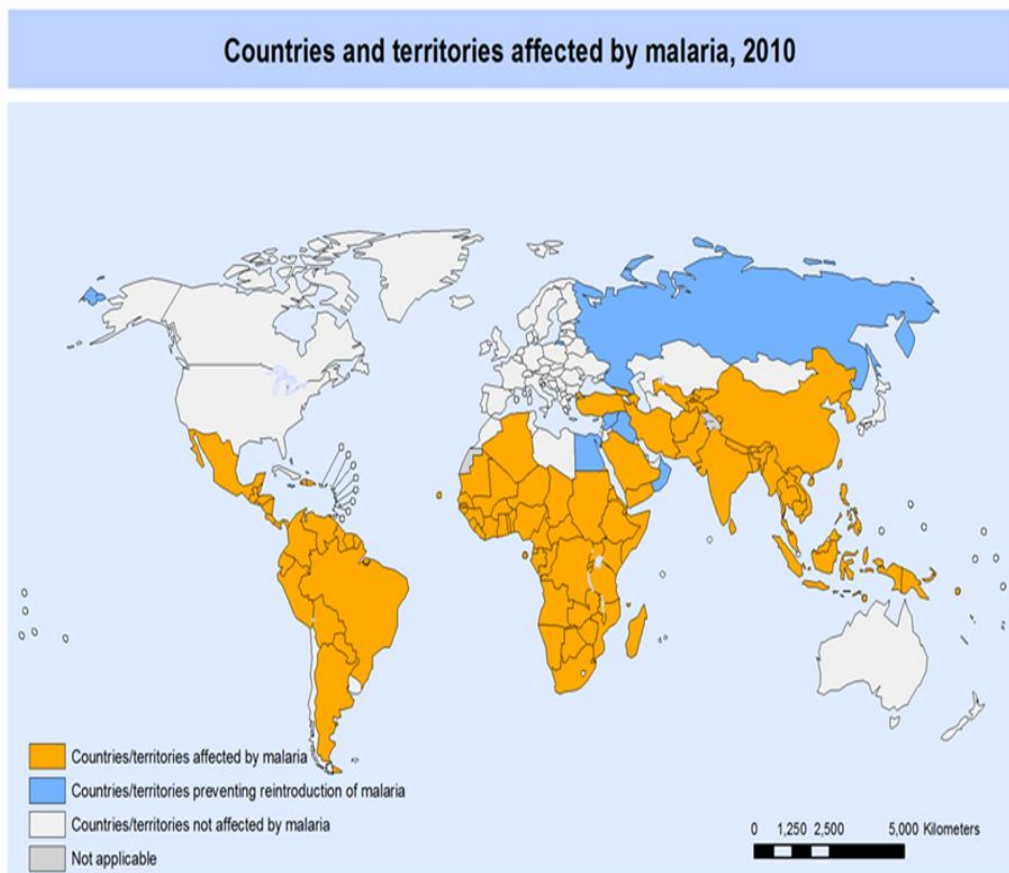 Countries and territories affected by malaria, 2010
Countries/territories affected by malaria
Countries/territories preventing reintroduction of malaria
Countries/territories not affected by malaria
Not applicable
0 1,250 2,500 5,000 Kilometers